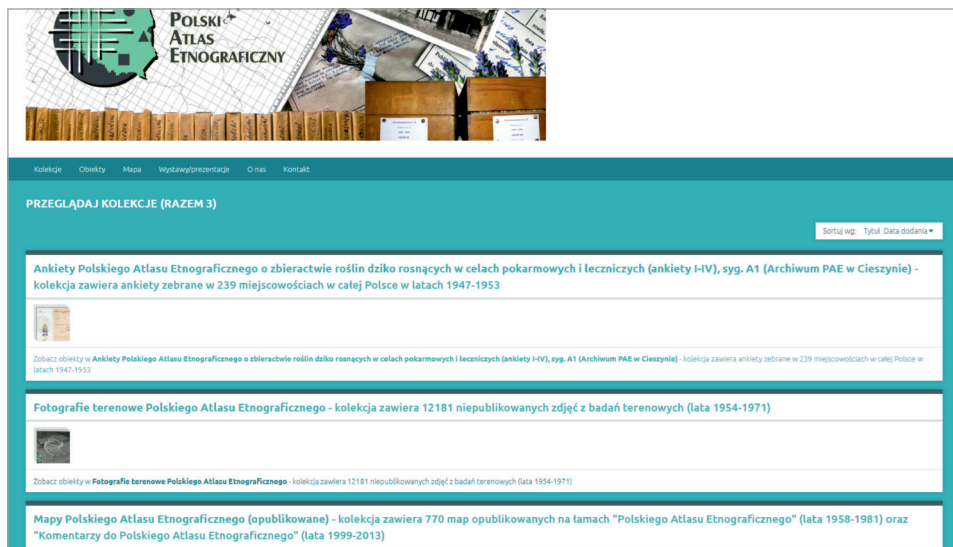 POLSKI
ATLAS
ETNOGRAFICZNY
Kolekcje Obiekty Mapa Wystawy/prezentacje O nas Kontakt
PRZEGLĄDAJ KOLEKCJE (RAZEM 3)
Sortuj wg: Tytuł Data dodania
Ankiety Polskiego Atlasu Etnograficznego o zbieractwie roślin dziko rosnących w celach pokarmowych i leczniczych (ankiety I-IV), syg. A1 (Archiwum PAE w Cieszynie) -
kolekcja zawiera ankiety zebrane w 239 miejscowościach w całej Polsce w latach 1947-1953
Zobacz obiekty w Ankiety Polskiego Atlasu Etnograficznego o zbieractwie roślin dziko rosnących w celach pokarmowych i leczniczych (ankiety I-IV), syg. A1 (Archiwum PAE w Cieszynie) - kolekcja zawiera ankiety zebrane w 239 miejscowościach w całej Polsce w
latach 1947-1953
Fotografie terenowe Polskiego Atlasu Etnograficznego - kolekcja zawiera 12181 niepublikowanych zdjęć z badań terenowych (lata 1954-1971)
Zobacz obiekty w Fotografie terenowe Polskiego Atlasu Etnograficznego - kolekcja zawiera 12181 niepublikowanych zdjęć z badań terenowych (lata 1954-1971)
Mapy Polskiego Atlasu Etnograficznego (opublikowane) - kolekcja zawiera 770 map opublikowanych na łamach "Polskiego Atlasu Etnograficznego" (lata 1958-1981) oraz
"Komentarzy do Polskiego Atlasu Etnograficznego" (lata 1999-2013)